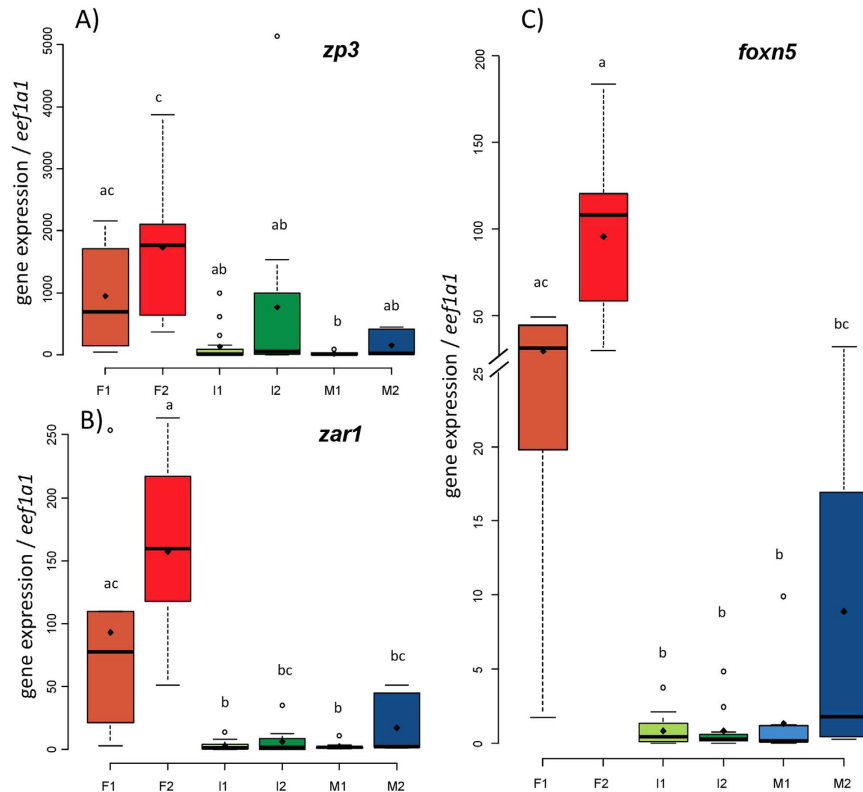 A)
zp3
gene expression / eef1a1
5000
4000
3000
2000
1000
0
ac
c
ab
ab
b
ab
F1
F2
I1
I2
M1
M2
B)
zar1
gene expression / eef1a1
250
200
150
100
50
0
ac
a
b
bc
b
bc
F1
F2
I1
I2
M1
M2
C)
foxn5
gene expression / eef1a1
200
150
100
50
25
20
15
10
5
0
ac
a
b
b
b
bc
F1
F2
I1
I2
M1
M2